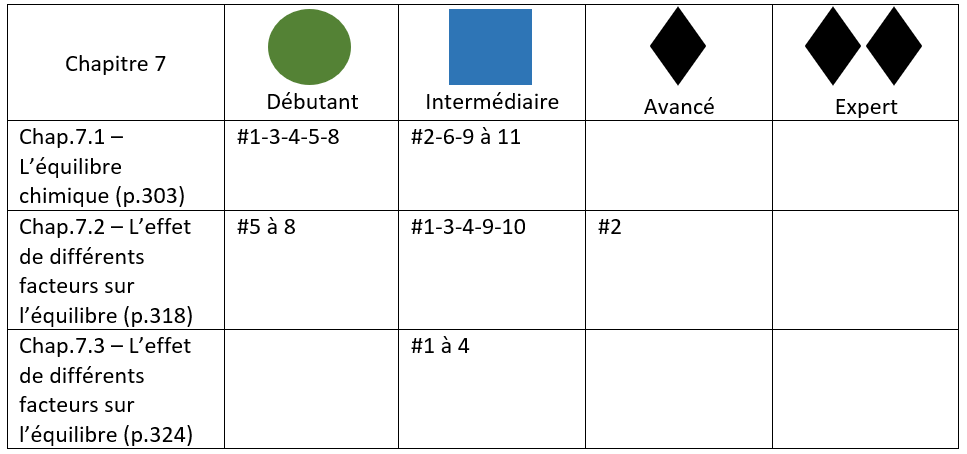 Chapitre 7
Débutant
Intermédiaire
Avancé
Expert
Chap.7.1 –
L’équilibre
chimique (p.303)
#1-3-4-5-8
#2-6-9 à 11
Chap.7.2 – L’effet
de différents
facteurs sur
l’équilibre (p.318)
#5 à 8
#1-3-4-9-10
#2
Chap.7.3 – L’effet
de différents
facteurs sur
l’équilibre (p.324)
#1 à 4